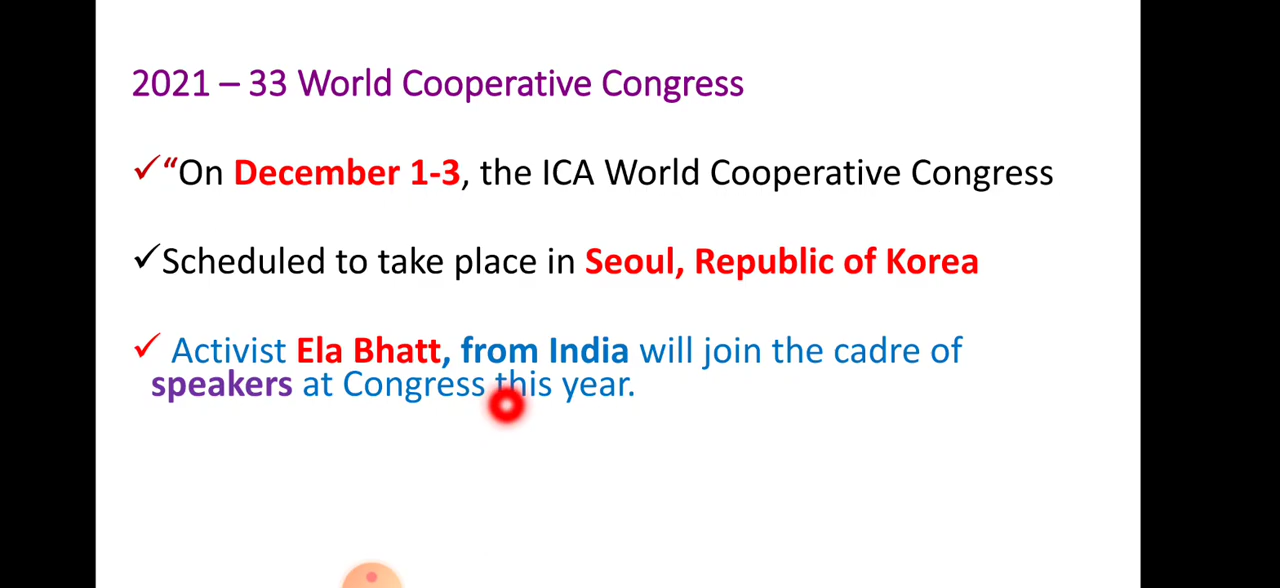 2021 – 33 World Cooperative Congress
✓“On December 1-3, the ICA World Cooperative Congress
✓Scheduled to take place in Seoul, Republic of Korea
✓ Activist Ela Bhatt, from India will join the cadre of
speakers at Congress this year.